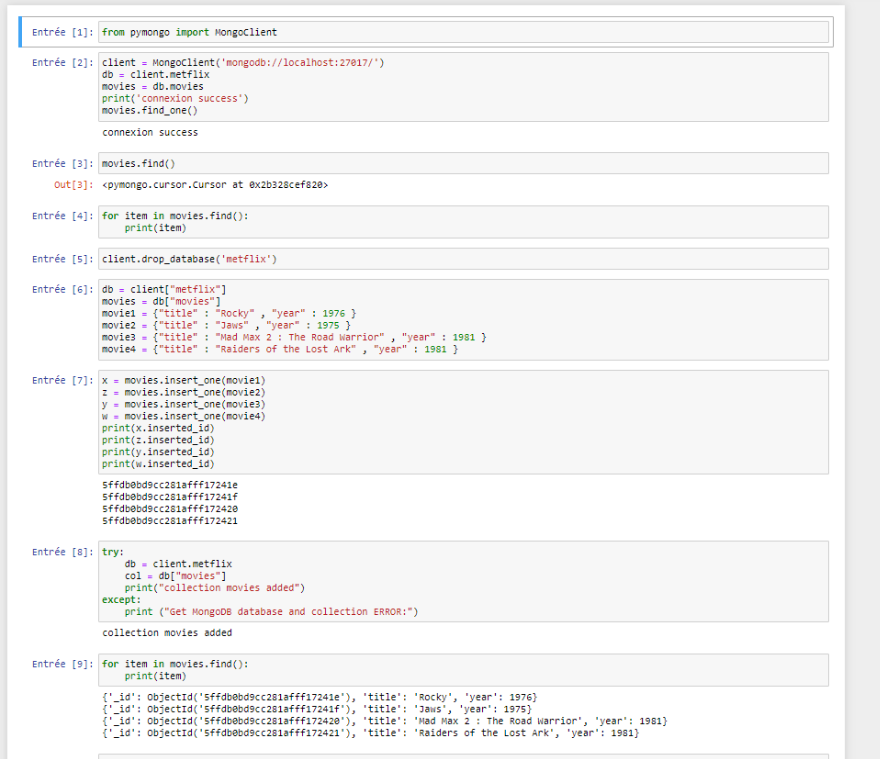 Entrée [1]: from pymongo import MongoClient
Entrée [2]: client = MongoClient('mongodb://localhost:27017/')
db = client.metflix
movies = db.movies
print('connexion success')
movies.find_one()
connexion success
Entrée [3]: movies.find()
Out[3]: <pymongo.cursor.Cursor at 0x2b328cef820>
Entrée [4]: for item in movies.find():
    print(item)
Entrée [5]: client.drop_database('metflix')
Entrée [6]: db = client["metflix"]
movies = db["movies"]
movie1 = {"title" : "Rocky" , "year" : 1976 }
movie2 = {"title" : "Jaws" , "year" : 1975 }
movie3 = {"title" : "Mad Max 2 : The Road Warrior" , "year" : 1981 }
movie4 = {"title" : "Raiders of the Lost Ark" , "year" : 1981 }
Entrée [7]: x = movies.insert_one(movie1)
z = movies.insert_one(movie2)
y = movies.insert_one(movie3)
w = movies.insert_one(movie4)
print(x.inserted_id)
print(z.inserted_id)
print(y.inserted_id)
print(w.inserted_id)
5ffdb0bd9cc281afff17241e
5ffdb0bd9cc281afff17241f
5ffdb0bd9cc281afff172420
5ffdb0bd9cc281afff172421
Entrée [8]: try:
    db = client.metflix
    col = db["movies"]
    print("collection movies added")
except:
    print ("Get MongoDB database and collection ERROR:")
collection movies added
Entrée [9]: for item in movies.find():
    print(item)
{'_id': ObjectId('5ffdb0bd9cc281afff17241e'), 'title': 'Rocky', 'year': 1976}
{'_id': ObjectId('5ffdb0bd9cc281afff17241f'), 'title': 'Jaws', 'year': 1975}
{'_id': ObjectId('5ffdb0bd9cc281afff172420'), 'title': 'Mad Max 2 : The Road Warrior', 'year': 1981}
{'_id': ObjectId('5ffdb0bd9cc281afff172421'), 'title': 'Raiders of the Lost Ark', 'year': 1981}